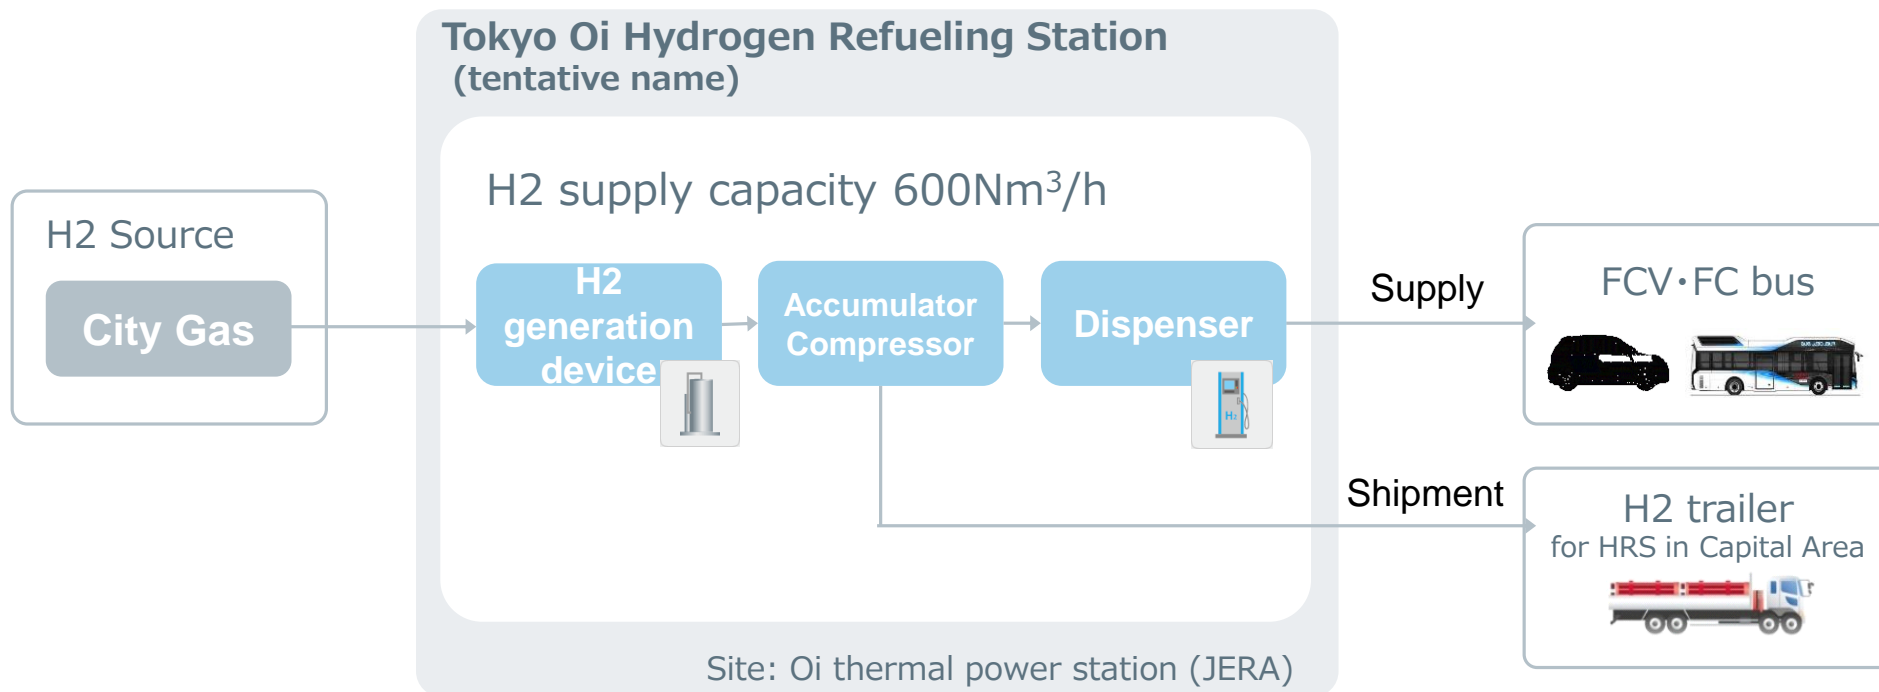 Tokyo Oi Hydrogen Refueling Station
(tentative name)
H2 supply capacity 600Nm³/h
H2 Source
City Gas
H2
generation
device
Accumulator
Compressor
Dispenser
H₂
Supply
FCV・FC bus
Shipment
H2 trailer
for HRS in Capital Area
Site: Oi thermal power station (JERA)